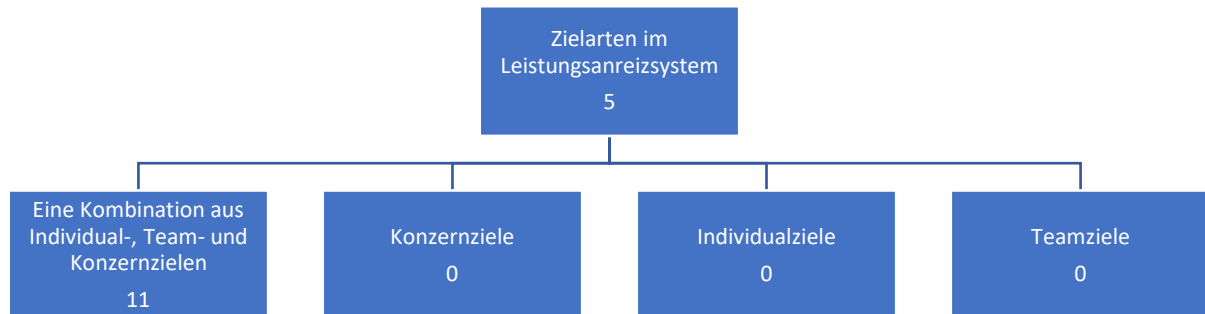 Zielarten im
Leistungsanreizsystem
5
Eine Kombination aus
Individual-, Team- und
Konzernzielen
11
Konzernziele
0
Individualziele
0
Teamziele
0